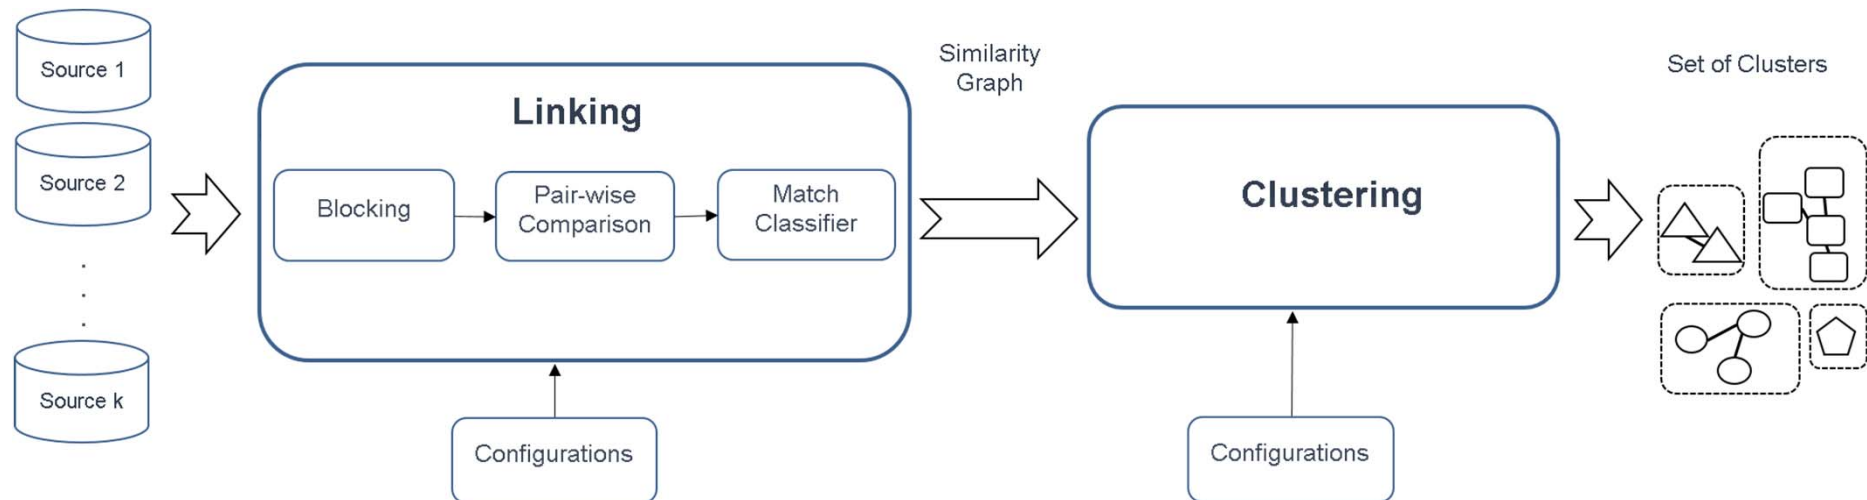 Source 1
Source 2
.
.
.
Source k
Linking
Blocking
Pair-wise
Comparison
Match
Classifier
Configurations
Similarity
Graph
Clustering
Configurations
Set of Clusters